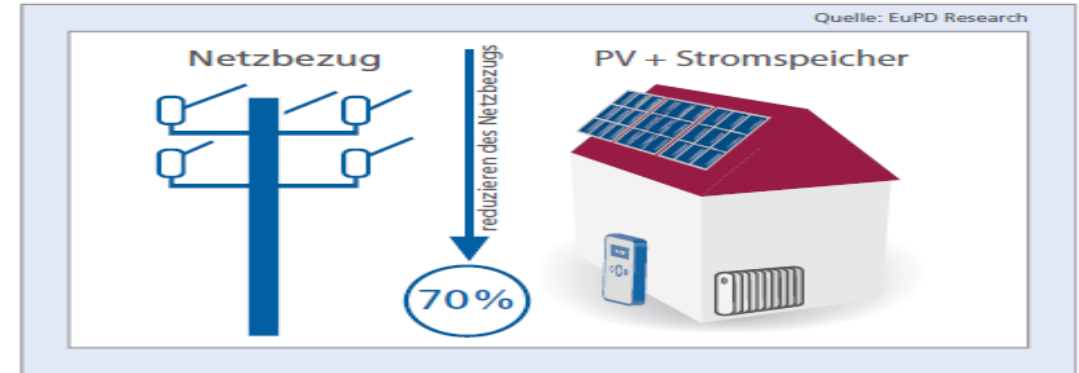 Quelle: EuPD Research
Netzbezug
reduzieren des Netzbezugs
PV + Stromspeicher
70%